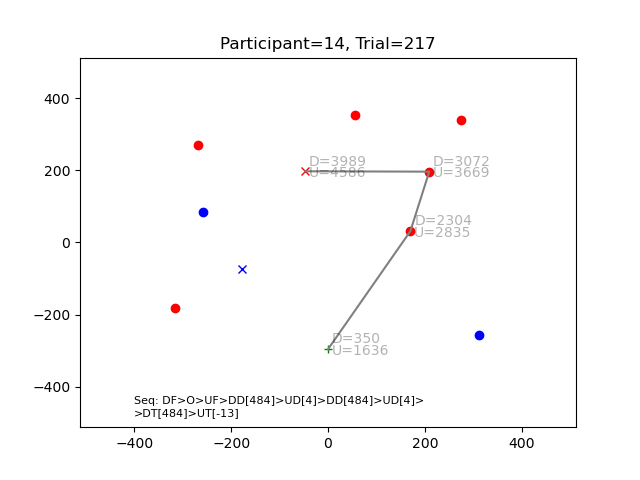 Participant=14, Trial=217
400
200
0
−200
−400
D=3989
U=4586
D=3072
U=3669
D=2304
U=2835
D=350
U=1636
Seq: DF>O>UF>DD[484]>UD[4]>DD[484]>UD[4]>
>DT[484]>UT[-13]
−400 −200 0 200 400